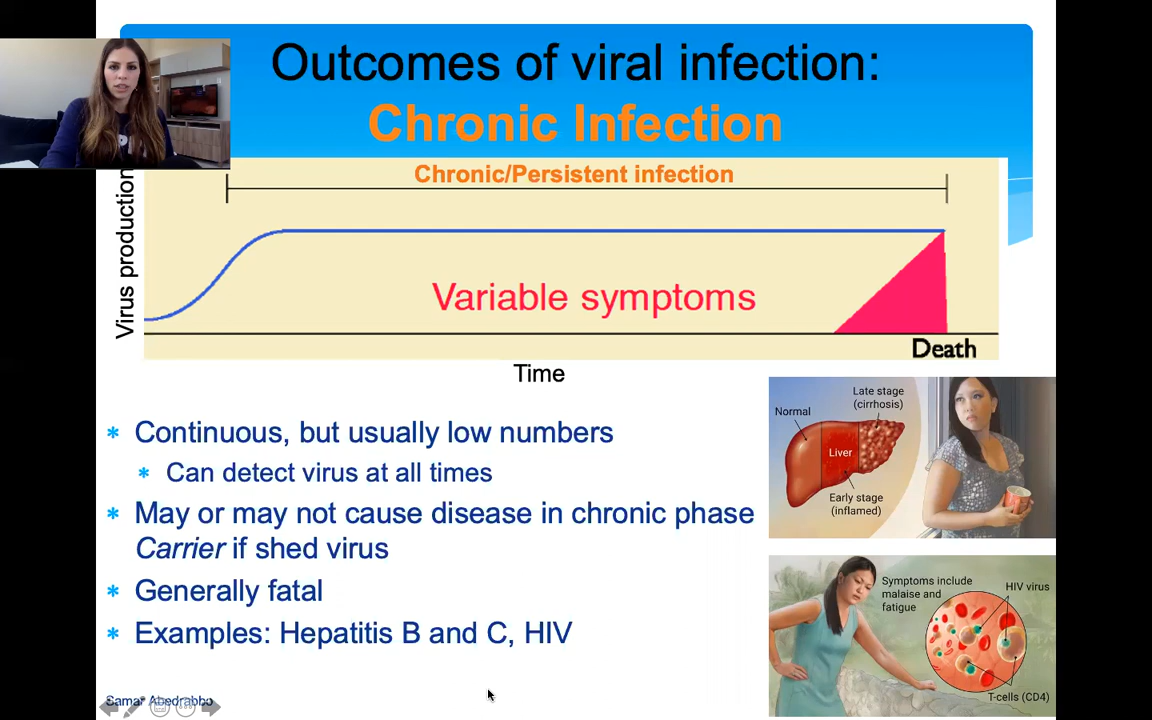 Outcomes of viral infection:
Chronic Infection
Chronic/Persistent infection
Virus production
Variable symptoms
Death
Time
* Continuous, but usually low numbers
* Can detect virus at all times
* May or may not cause disease in chronic phase
Carrier if shed virus
* Generally fatal
* Examples: Hepatitis B and C, HIV
Normal
Late stage
(cirrhosis)
Liver
Early stage
(inflamed)
Symptoms include
malaise and
fatigue
HIV virus
T-cells (CD4)
Samar Abedrabbo